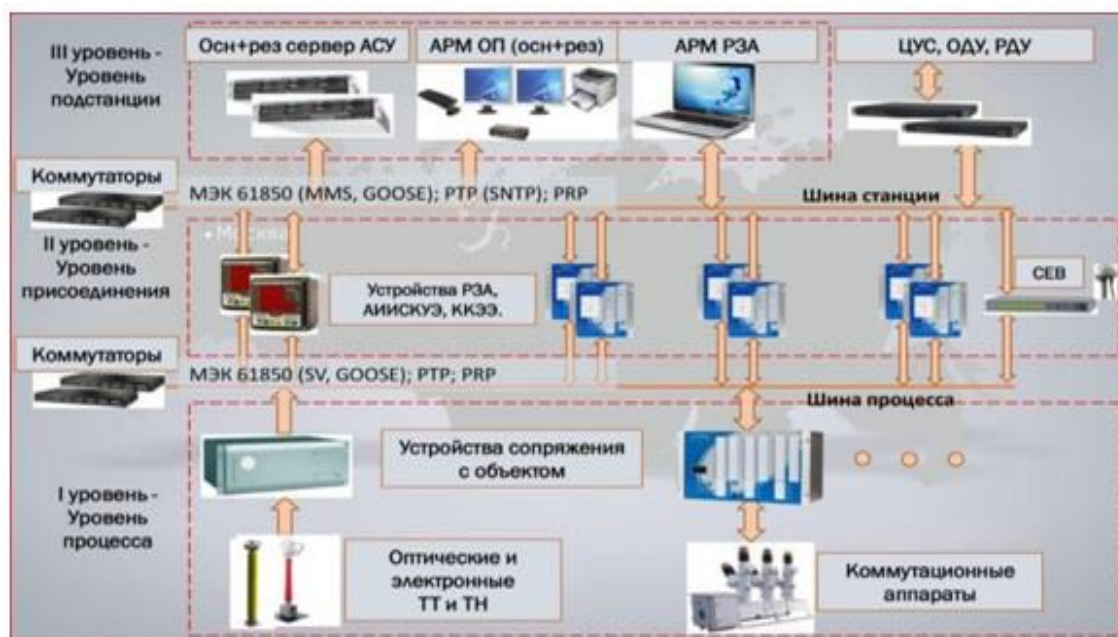 III уровень -
Уровень
подстанции
Осн+рез сервер АСУ
АРМ ОП (осн+рез)
АРМ РЗА
ЦУС, ОДУ, РДУ
Коммутаторы
МЭК 61850 (MMS, GOOSE); PTP (SNTP); PRP
Шина станции
Москва
II уровень -
Уровень
присоединения
Устройства РЗА,
АИИСКУЭ, ККЭЭ.
СЕВ
Коммутаторы
МЭК 61850 (SV, GOOSE); PTP; PRP
Шина процесса
I уровень -
Уровень
процесса
Устройства сопряжения
с объектом
Оптические и
электронные
ТТ и ТН
Коммутационные
аппараты